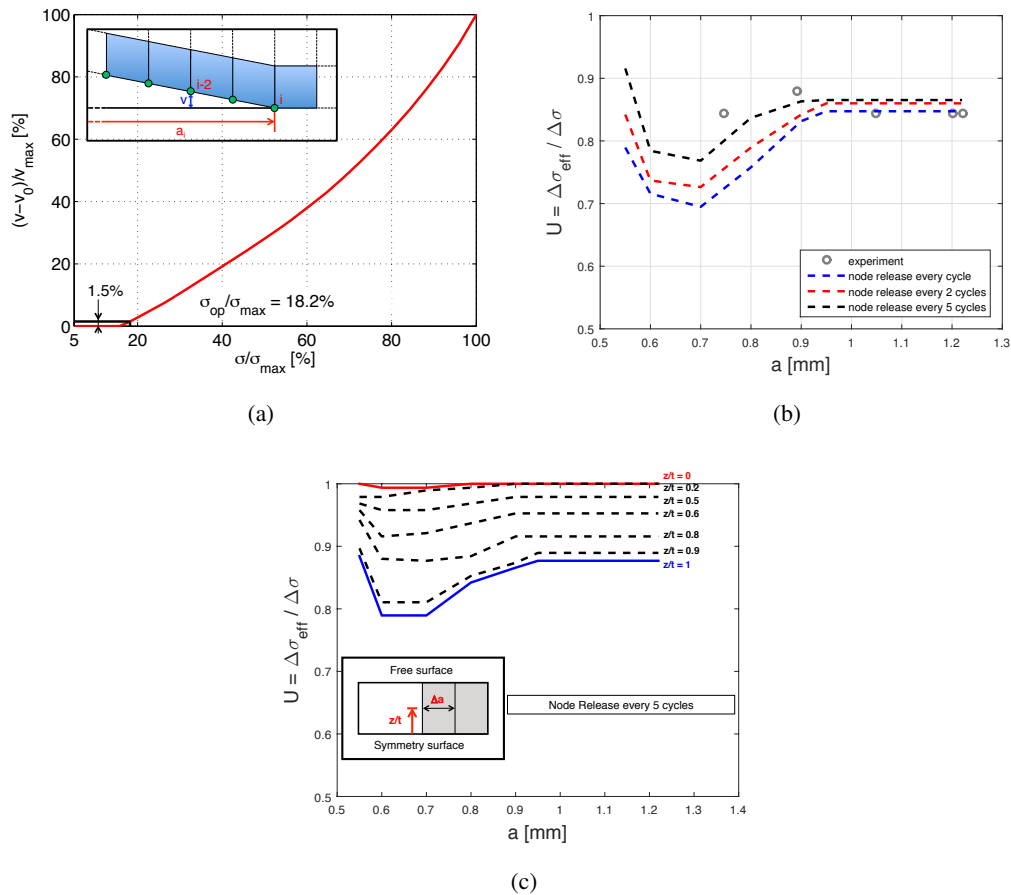 100
80
60
40
20
0
(v−v0)/vmax [%]
i-2
v
i
ai
1.5%
σop/σmax = 18.2%
5 20 40 60 80 100
σ/σmax [%]
(a)
1
0.9
0.8
0.7
0.6
0.5
U = Δσeff / Δσ
experiment
node release every cycle
node release every 2 cycles
node release every 5 cycles
0.5 0.6 0.7 0.8 0.9 1 1.1 1.2 1.3
a [mm]
(b)
1
0.9
0.8
0.7
0.6
0.5
U = Δσeff / Δσ
z/t = 0
z/t = 0.2
z/t = 0.5
z/t = 0.6
z/t = 0.8
z/t = 0.9
z/t = 1
Free surface
Δa
z/t
Symmetry surface
Node Release every 5 cycles
0.5 0.6 0.7 0.8 0.9 1 1.1 1.2 1.3 1.4
a [mm]
(c)